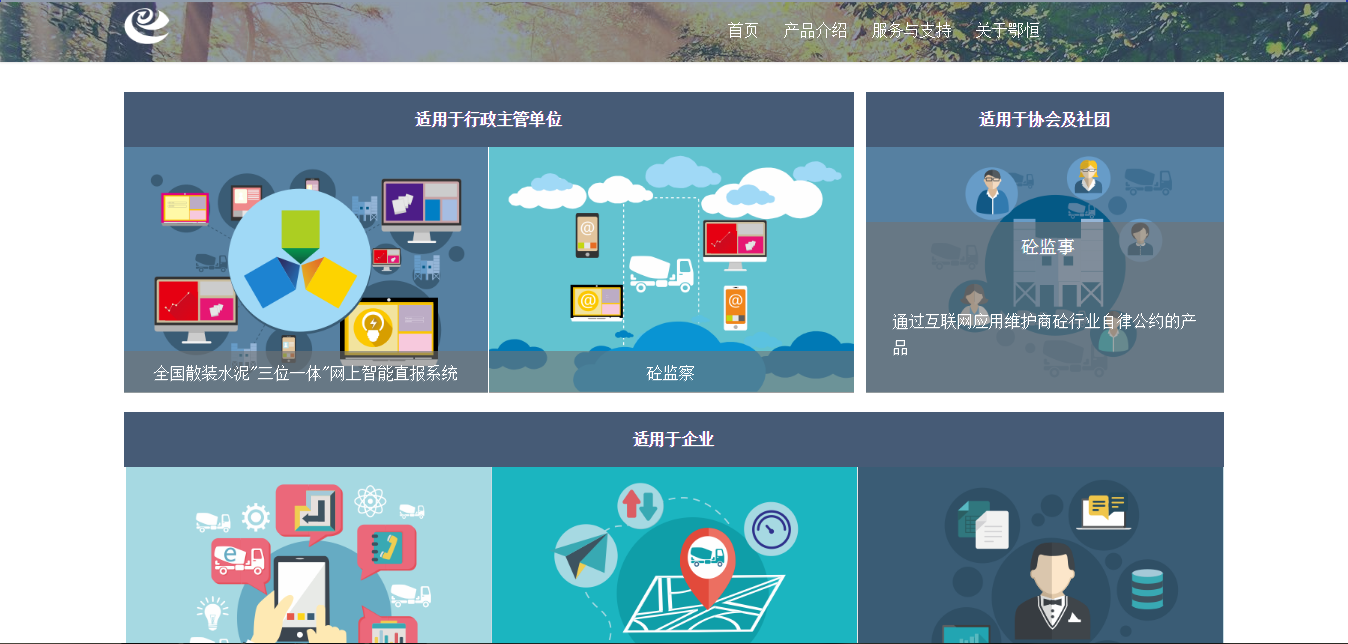 首页 产品介绍 服务与支持 关于鄂恒
适用于行政主管单位
适用于协会及社团
全国散装水泥"三位一体"网上智能直报系统
砼监察
砼监事
通过互联网应用维护商砼行业自律公约的产
品
适用于企业
@
@
@
e